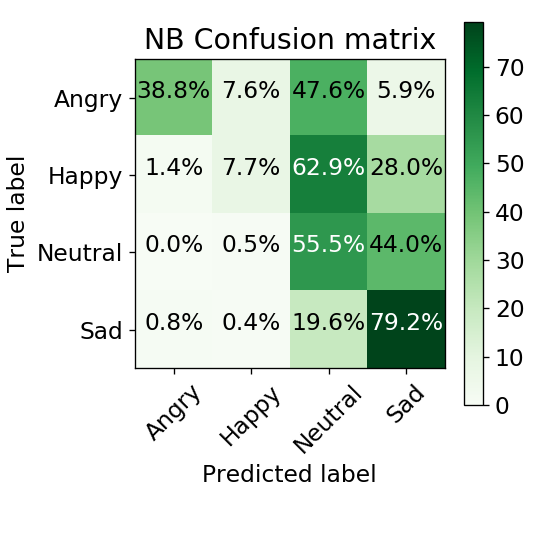 NB Confusion matrix
True label
Angry 38.8% 7.6% 47.6% 5.9%
Happy 1.4% 7.7% 62.9% 28.0%
Neutral 0.0% 0.5% 55.5% 44.0%
Sad 0.8% 0.4% 19.6% 79.2%
Angry Happy Neutral Sad
Predicted label
70
60
50
40
30
20
10
0